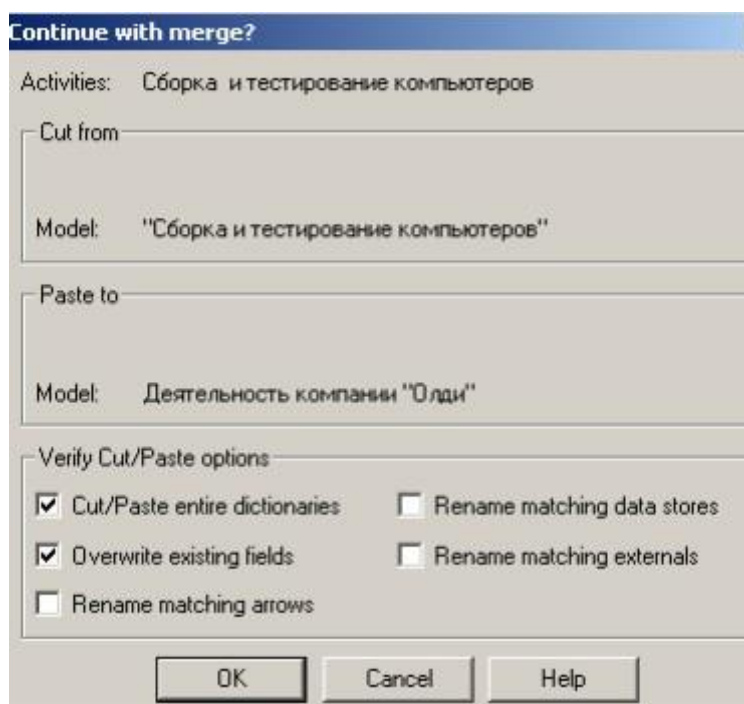 Continue with merge?
Activities: Сборка и тестирование компьютеров
Cut from
Model: "Сборка и тестирование компьютеров"
Paste to
Model: Деятельность компании "Олди"
Verify Cut/Paste options
Cut/Paste entire dictionaries Rename matching data stores
Overwrite existing fields Rename matching externals
Rename matching arrows
OK Cancel Help